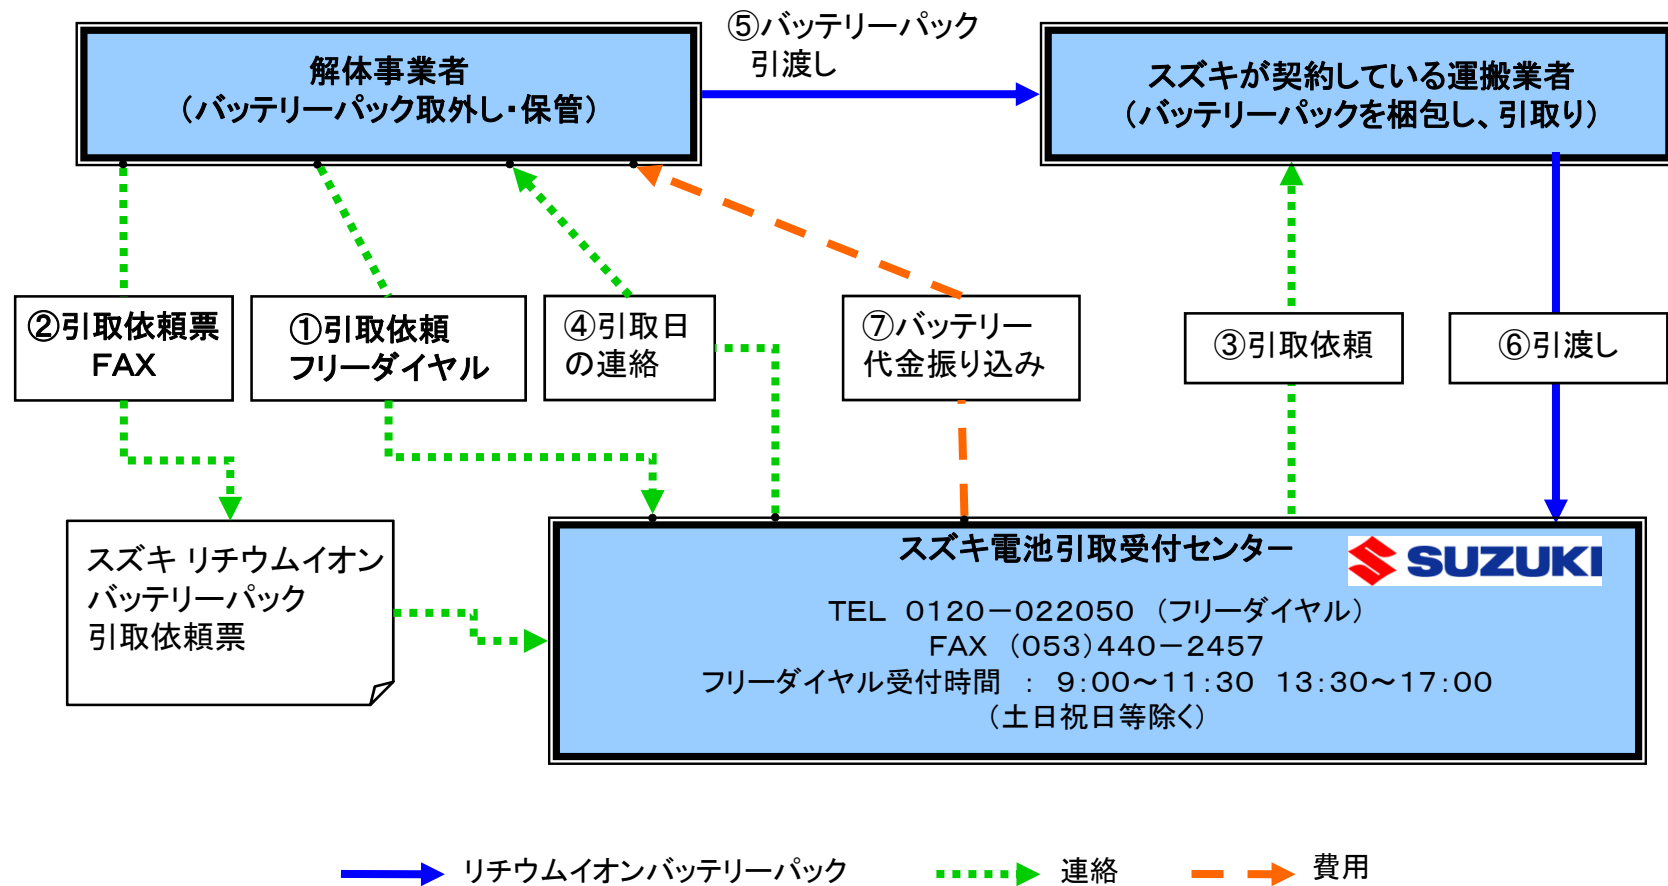 解体事業者
（バッテリーパック取外し・保管）
⑤バッテリーパック
引渡し
スズキが契約している運搬業者
（バッテリーパックを梱包し、引取り）
②引取依頼票
FAX
①引取依頼
フリーダイヤル
④引取日
の連絡
⑦バッテリー
代金振り込み
③引取依頼
⑥引渡し
スズキ リチウムイオン
バッテリーパック
引取依頼票
スズキ電池引取受付センター
SUZUKI
TEL 0120－022050 （フリーダイヤル）
FAX （053）440－2457
フリーダイヤル受付時間 ： 9：00～11：30 13：30～17：00
（土日祝日等除く）
リチウムイオンバッテリーパック
連絡
費用